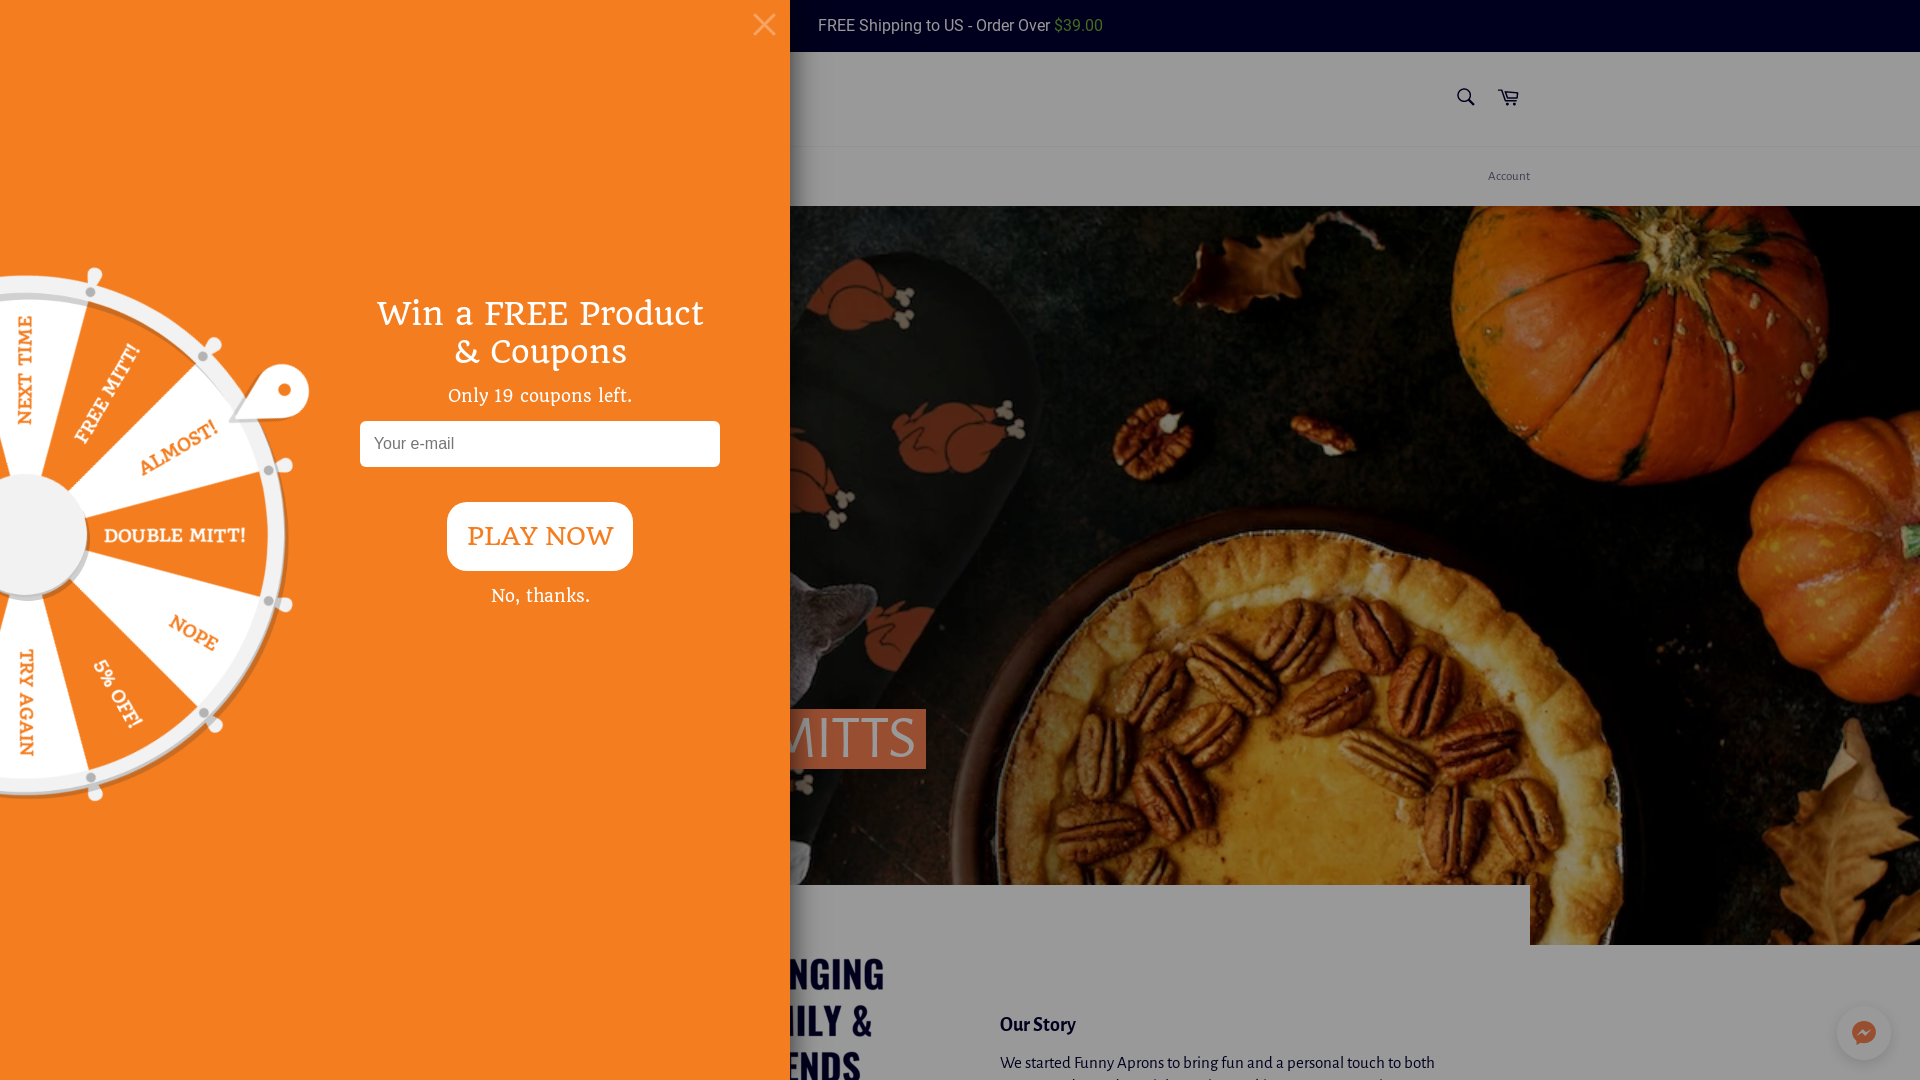 FREE Shipping to US - Order Over $39.00
Account
NEXT TIME
FREE MITT!
ALMOST!
DOUBLE MITT!
NOPE
5% OFF!
TRY AGAIN
Win a FREE Product
& Coupons
Only 19 coupons left.
Your e-mail
PLAY NOW
No, thanks.
MITTS
NGING
ILY &
ENDS
Our Story
We started Funny Aprons to bring fun and a personal touch to both